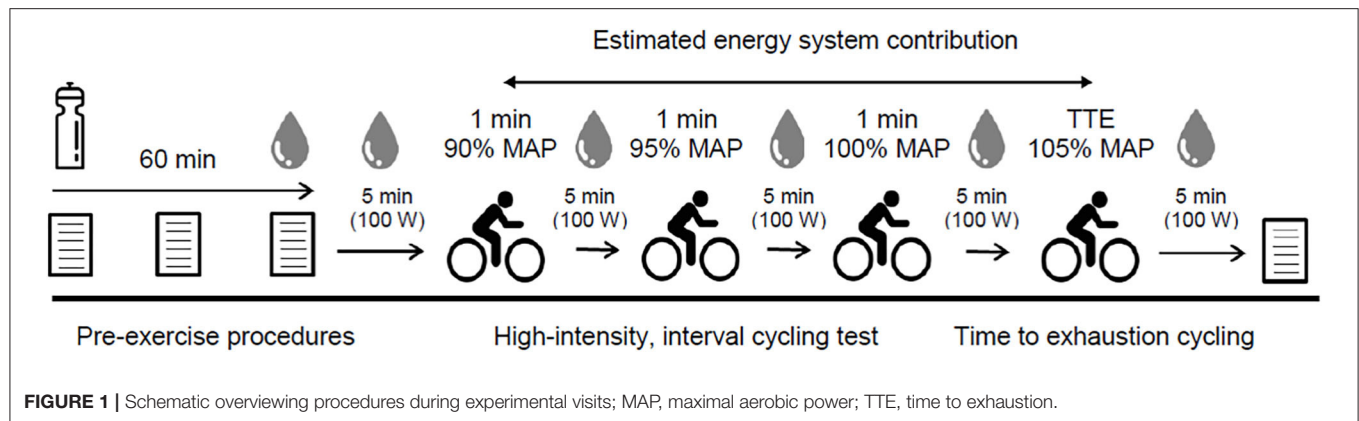 Estimated energy system contribution
60 min
1 min
90% MAP
1 min
95% MAP
1 min
100% MAP
TTE
105% MAP
5 min
(100 W)
5 min
(100 W)
5 min
(100 W)
5 min
(100 W)
5 min
(100 W)
Pre-exercise procedures
High-intensity, interval cycling test
Time to exhaustion cycling
FIGURE 1 | Schematic overviewing procedures during experimental visits; MAP, maximal aerobic power; TTE, time to exhaustion.